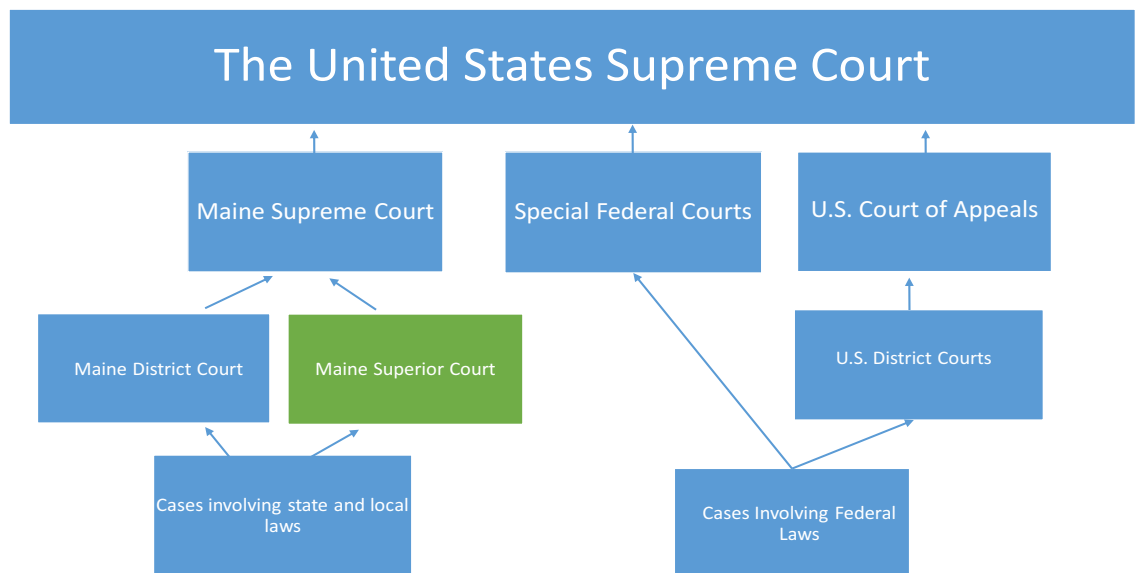 The United States Supreme Court
Maine Supreme Court
Special Federal Courts
U.S. Court of Appeals
Maine District Court
Maine Superior Court
U.S. District Courts
Cases involving state and local
laws
Cases Involving Federal
Laws